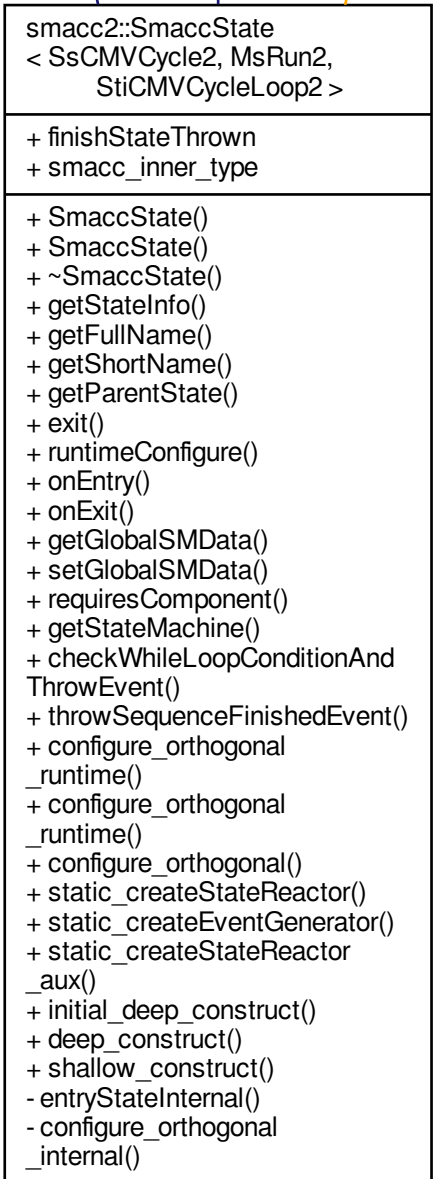 smacc2::SmaccState
< SsCMVCycle2, MsRun2,
StiCMVCycleLoop2 >
+ finishStateThrown
+ smacc_inner_type
+ SmaccState()
+ SmaccState()
+ ~SmaccState()
+ getStateInfo()
+ getFullName()
+ getShortName()
+ getParentState()
+ exit()
+ runtimeConfigure()
+ onEntry()
+ onExit()
+ getGlobalSMData()
+ setGlobalSMData()
+ requiresComponent()
+ getStateMachine()
+ checkWhileLoopConditionAnd
ThrowEvent()
+ throwSequenceFinishedEvent()
+ configure_orthogonal
_runtime()
+ configure_orthogonal
_runtime()
+ configure_orthogonal()
+ static_createStateReactor()
+ static_createEventGenerator()
+ static_createStateReactor
_aux()
+ initial_deep_construct()
+ deep_construct()
+ shallow_construct()
- entryStateInternal()
- configure_orthogonal
_internal()